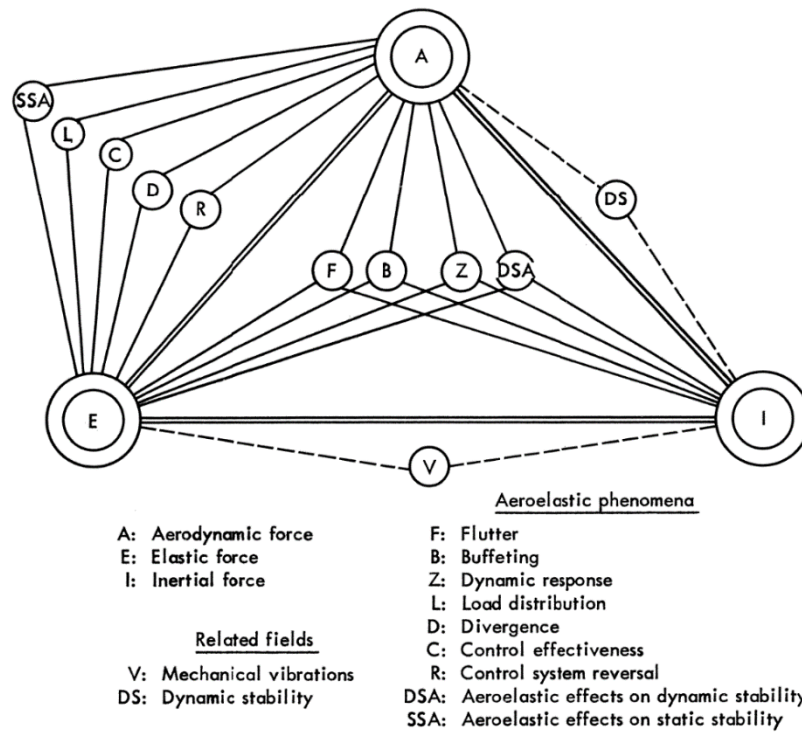 A
SSA
L
C
D
R
DS
F
B
Z
DSA
E
I
V
Aeroelastic phenomena
A: Aerodynamic force
E: Elastic force
I: Inertial force
F: Flutter
B: Buffeting
Z: Dynamic response
L: Load distribution
D: Divergence
C: Control effectiveness
R: Control system reversal
DSA: Aeroelastic effects on dynamic stability
SSA: Aeroelastic effects on static stability
Related fields
V: Mechanical vibrations
DS: Dynamic stability